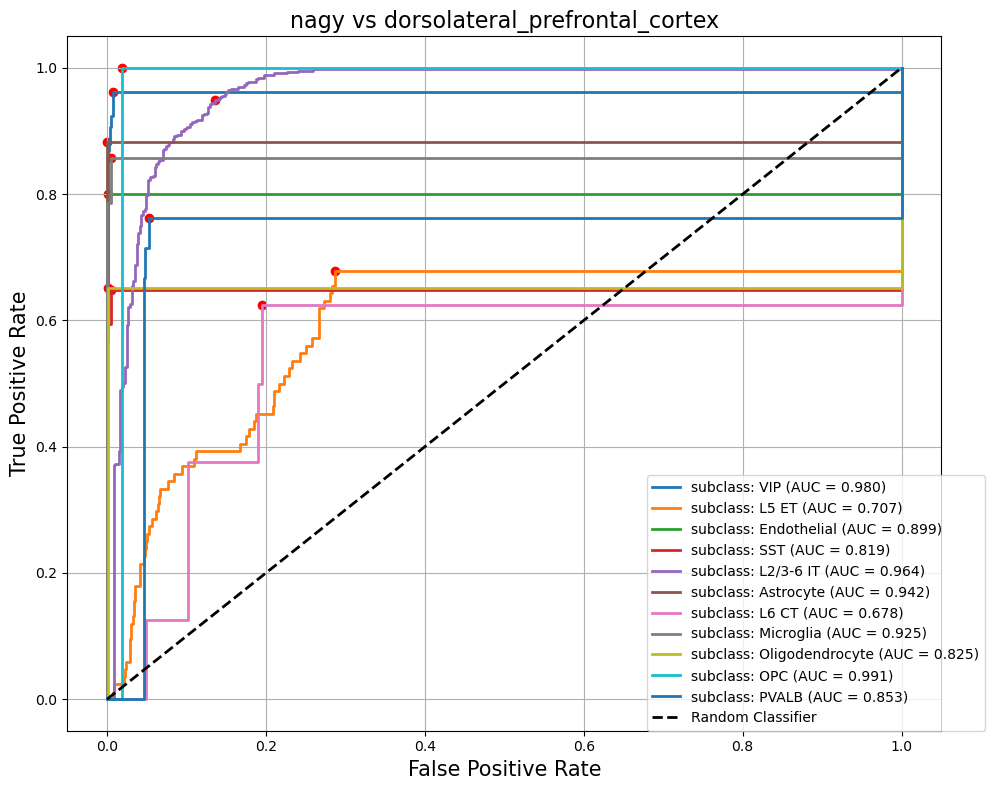 nagy vs dorsolateral_prefrontal_cortex
True Positive Rate
1.0
0.8
0.6
0.4
0.2
0.0
0.0 0.2 0.4 0.6 0.8 1.0
False Positive Rate
subclass: VIP (AUC = 0.980)
subclass: L5 ET (AUC = 0.707)
subclass: Endothelial (AUC = 0.899)
subclass: SST (AUC = 0.819)
subclass: L2/3-6 IT (AUC = 0.964)
subclass: Astrocyte (AUC = 0.942)
subclass: L6 CT (AUC = 0.678)
subclass: Microglia (AUC = 0.925)
subclass: Oligodendrocyte (AUC = 0.825)
subclass: OPC (AUC = 0.991)
subclass: PVALB (AUC = 0.853)
Random Classifier